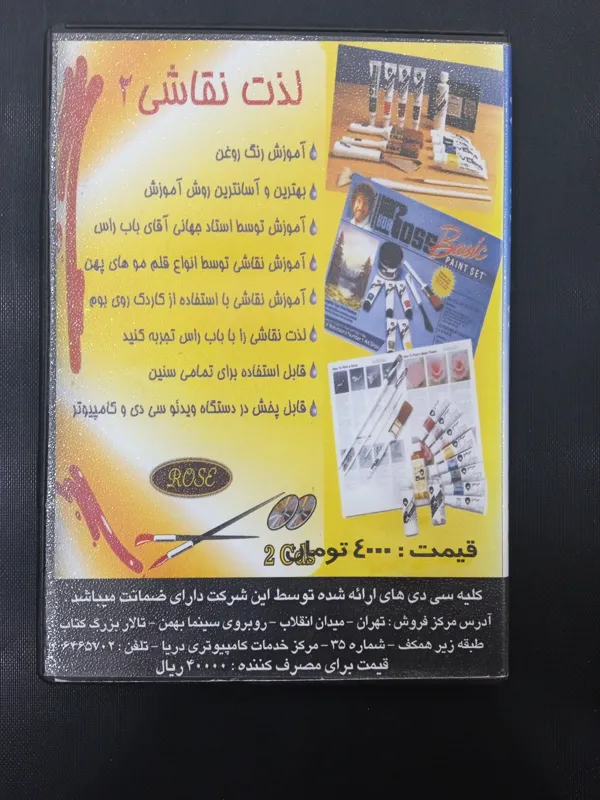 لذت نقاشی ۲
آموزش رنگ روغن
بهترین و آسانترین روش آموزش
آموزش توسط استاد جهانی آقای باب راس
آموزش نقاشی توسط انواع قلم مو های پهن
آموزش نقاشی با استفاده از کاردک روی بوم
لذت نقاشی را با باب راس تجربه کنید
قابل استفاده برای تمامی سنین
قابل پخش در دستگاه ویدئو سی دی و کامپیوتر
BOB ROSS Basic
PAINT SET
ROSE
2 Cds
قیمت : ۴۰۰۰ تومان
کلیه سی دی های ارائه شده توسط این شرکت دارای ضمانت میباشد
آدرس مرکز فروش : تهران - میدان انقلاب - روبروی سینما بهمن - تالار بزرگ کتاب
طبقه زیر همکف - شماره ۳۵ - مرکز خدمات کامپیوتری دریا - تلفن : ۶۴۶۵۷۰۲
قیمت برای مصرف کننده : ۴۰۰۰۰ ریال